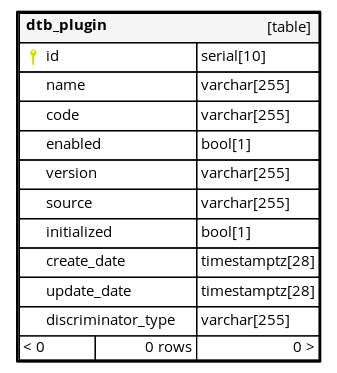 dtb_plugin [table]
id serial[10]
name varchar[255]
code varchar[255]
enabled bool[1]
version varchar[255]
source varchar[255]
initialized bool[1]
create_date timestamptz[28]
update_date timestamptz[28]
discriminator_type varchar[255]
< 0 0 rows 0 >